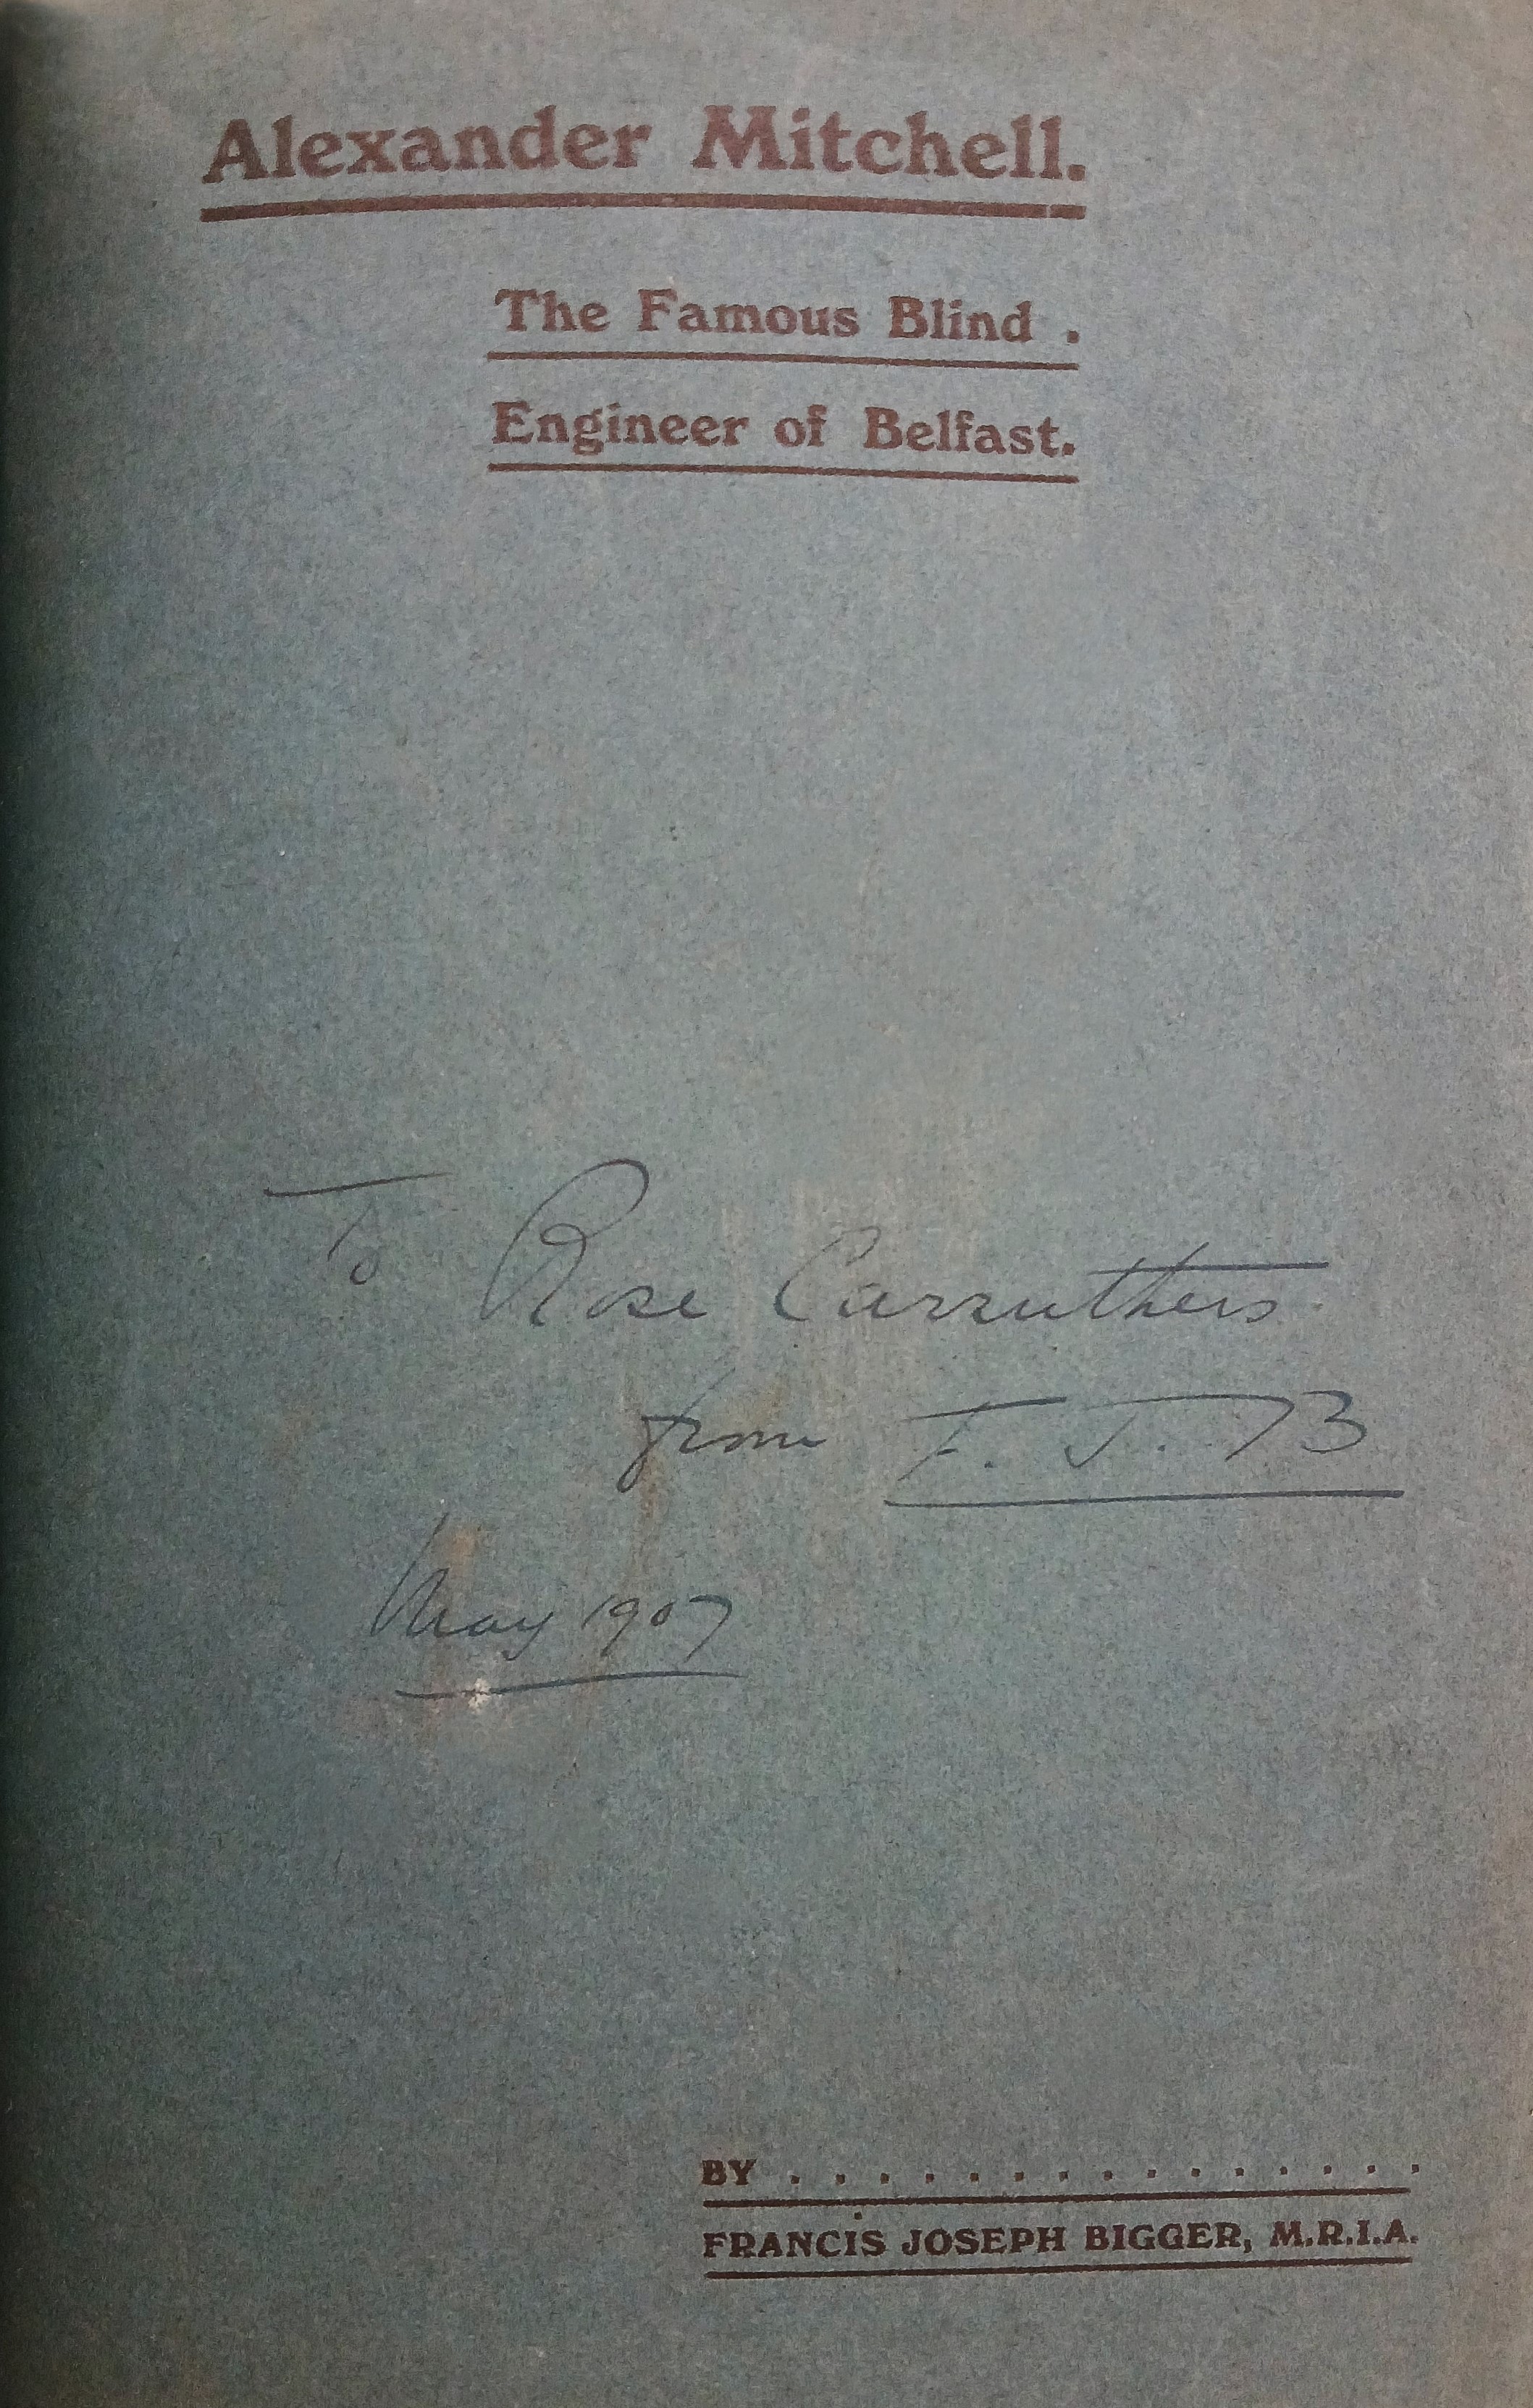 Alexander Mitchell.
The Famous Blind .
Engineer of Belfast.
To Rose Carruthers
from F. J. B
May 1907
BY . . . . . . . . . . . . . . .
FRANCIS JOSEPH BIGGER, M.R.I.A.